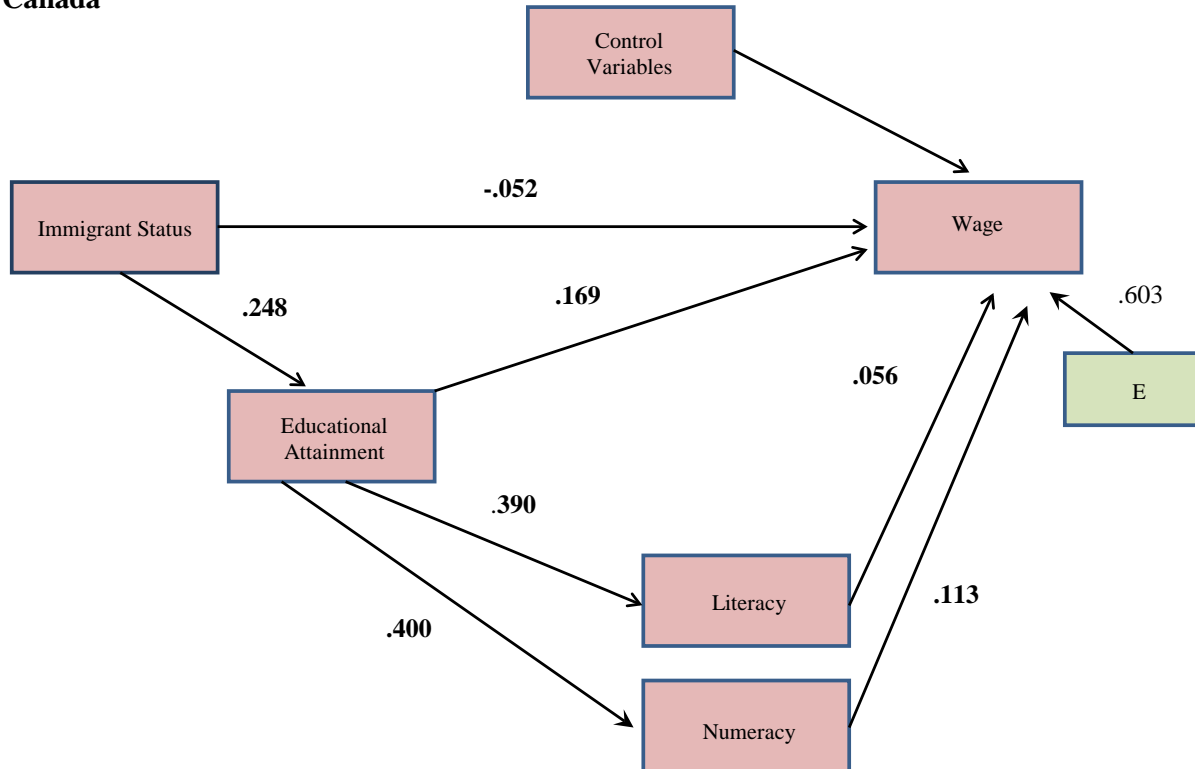 Canada
Control
Variables
-.052
Immigrant Status
Wage
.248
.169
.603
.056
E
Educational
Attainment
.390
Literacy
.113
.400
Numeracy